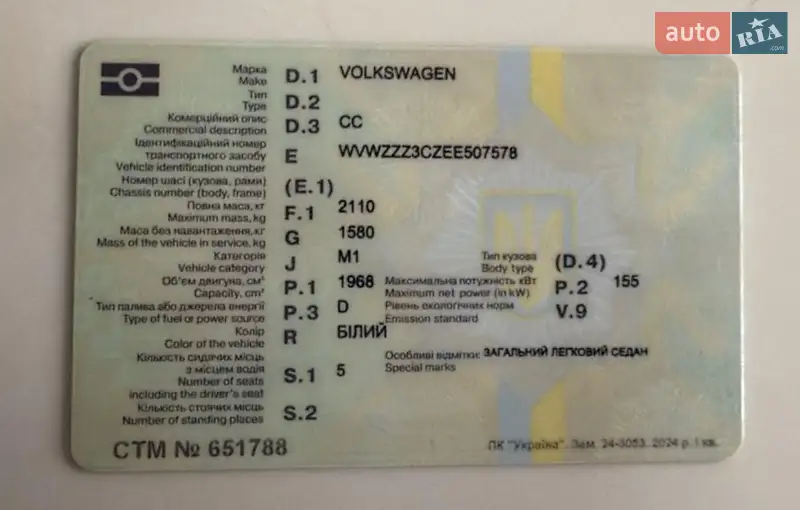 auto RIA .com
Марка D.1 VOLKSWAGEN
Make
Тип D.2
Type
Комерційний опис D.3 CC
Commercial description
Ідентифікаційний номер
транспортного засобу E WVWZZZ3CZEE507578
Vehicle identification number
Номер шасі (кузова, рами) (E.1)
Chassis number (body, frame)
Повна маса, кг F.1 2110
Maximum mass, kg
Маса без навантаження, кг G 1580
Mass of the vehicle in service, kg
Категорія J M1 Тип кузова (D.4)
Vehicle category Body type
Об'єм двигуна, см³ P.1 1968 Максимальна потужність кВт P.2 155
Capacity, cm³ Maximum net power (in kW)
Тип палива або джерела енергії P.3 D Рівень екологічних норм V.9
Type of fuel or power source Emission standard
Колір R БІЛИЙ
Color of the vehicle
Кількість сидячих місць Особливі відмітки: ЗАГАЛЬНИЙ ЛЕГКОВИЙ СЕДАН
з місцем водія S.1 5 Special marks
Number of seats
including the driver's seat
Кількість стоячих місць S.2
Number of standing places
СТМ № 651788 ПК "Україна". Зам. 24-3053. 2024 р. І кв.